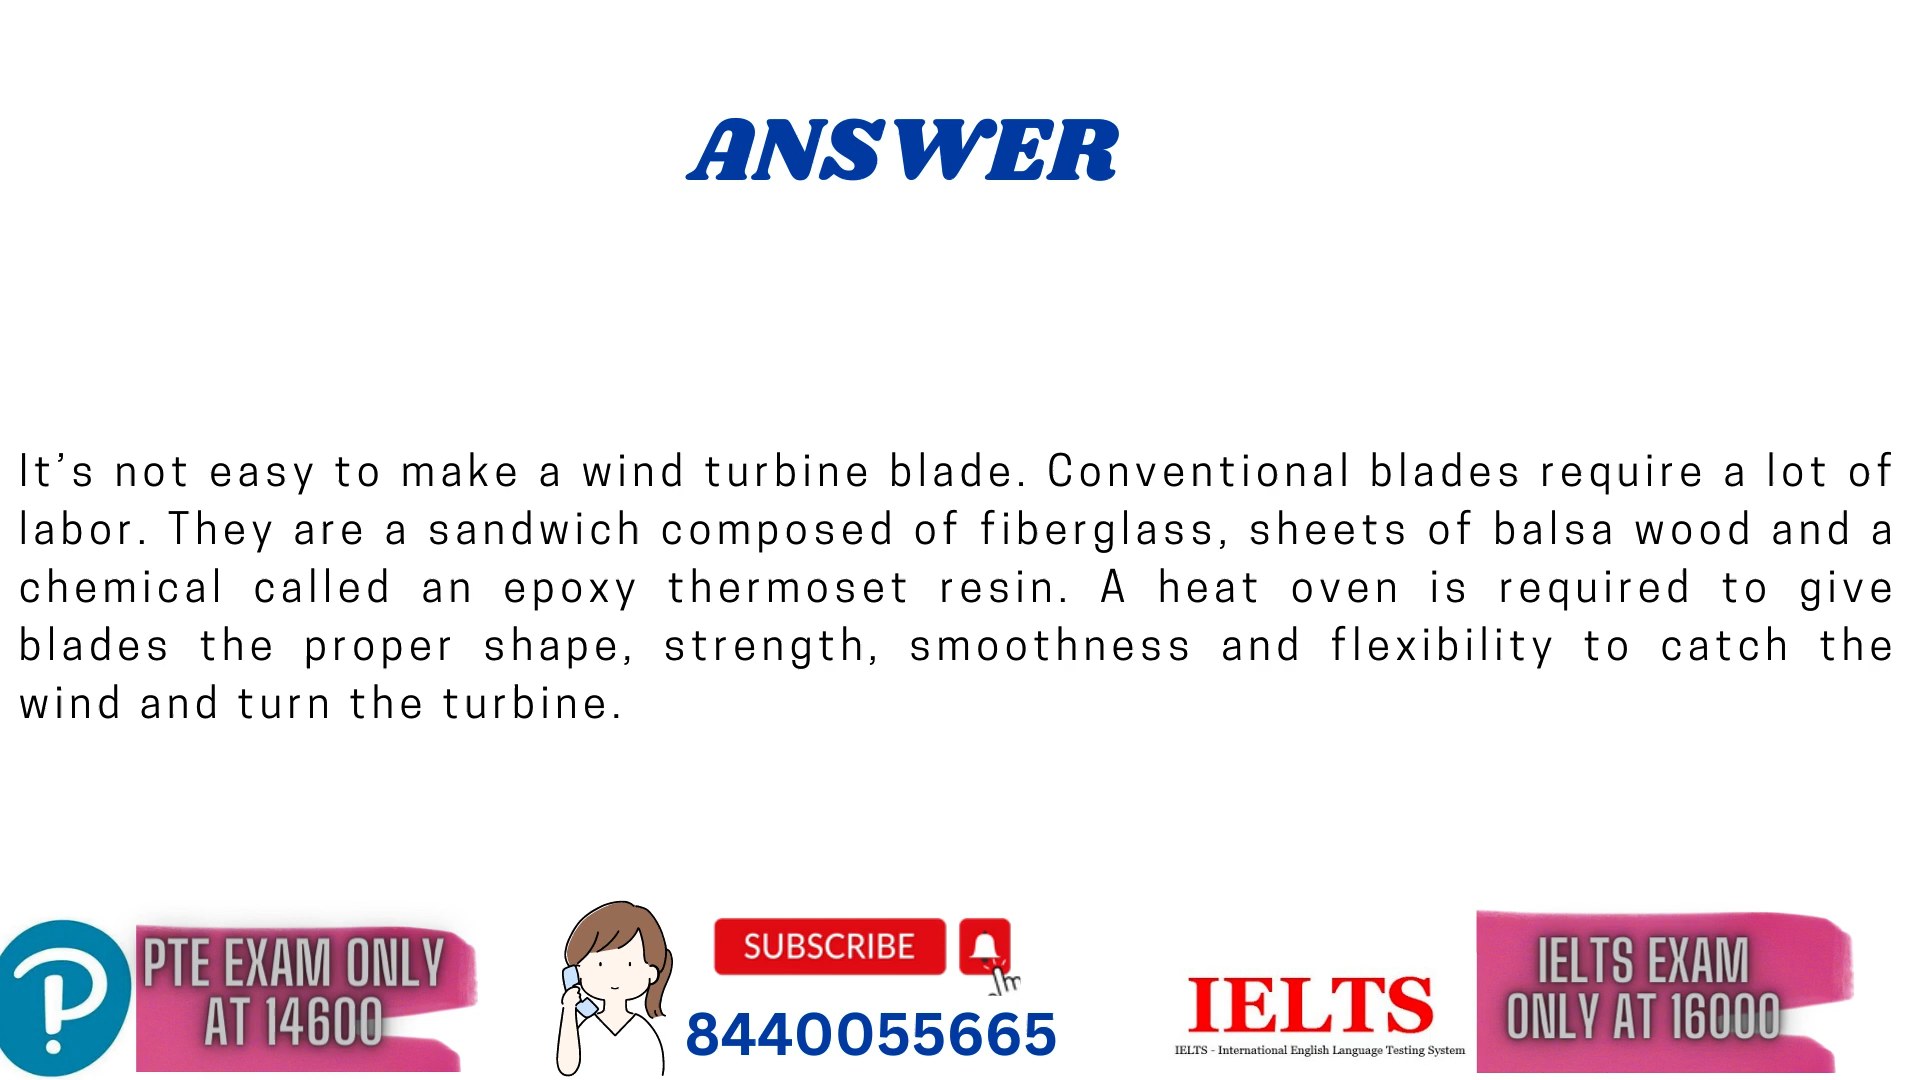 ANSWER
It’s not easy to make a wind turbine blade. Conventional blades require a lot of
labor. They are a sandwich composed of fiberglass, sheets of balsa wood and a
chemical called an epoxy thermoset resin. A heat oven is required to give
blades the proper shape, strength, smoothness and flexibility to catch the
wind and turn the turbine.
PTE EXAM ONLY
AT 14600
SUBSCRIBE
8440055665
IELTS
IELTS - International English Language Testing System
IELTS EXAM
ONLY AT 16000